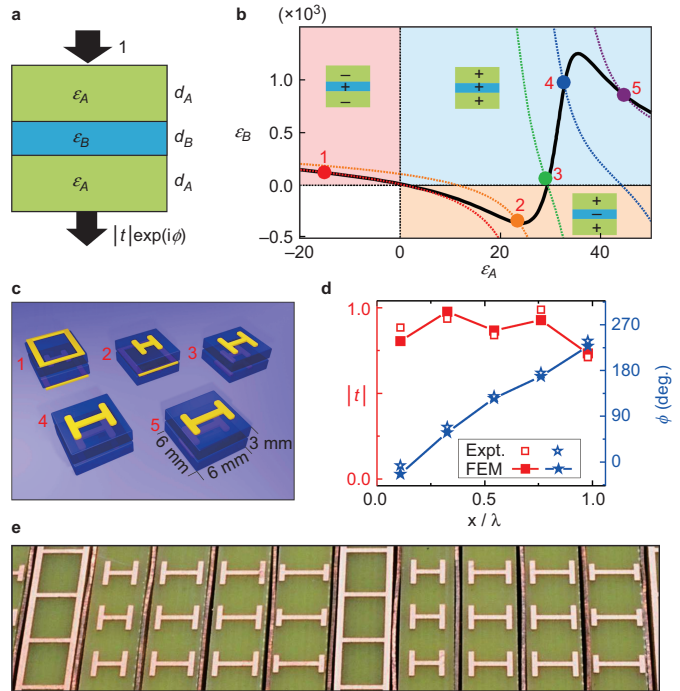 a
1
εA
dA
εB
dB
εA
dA
|t|exp(iϕ)
b
(×10³)
1.0
0.5
0.0
−0.5
εB
−20
0
20
40
εA
−
+
−
+
+
+
+
−
+
1
2
3
4
5
c
1
2
3
4
5
3 mm
6 mm
6 mm
d
1.0
|t|
0.0
270
180
90
0
ϕ (deg.)
Expt.
FEM
0.0
0.5
1.0
x / λ
e